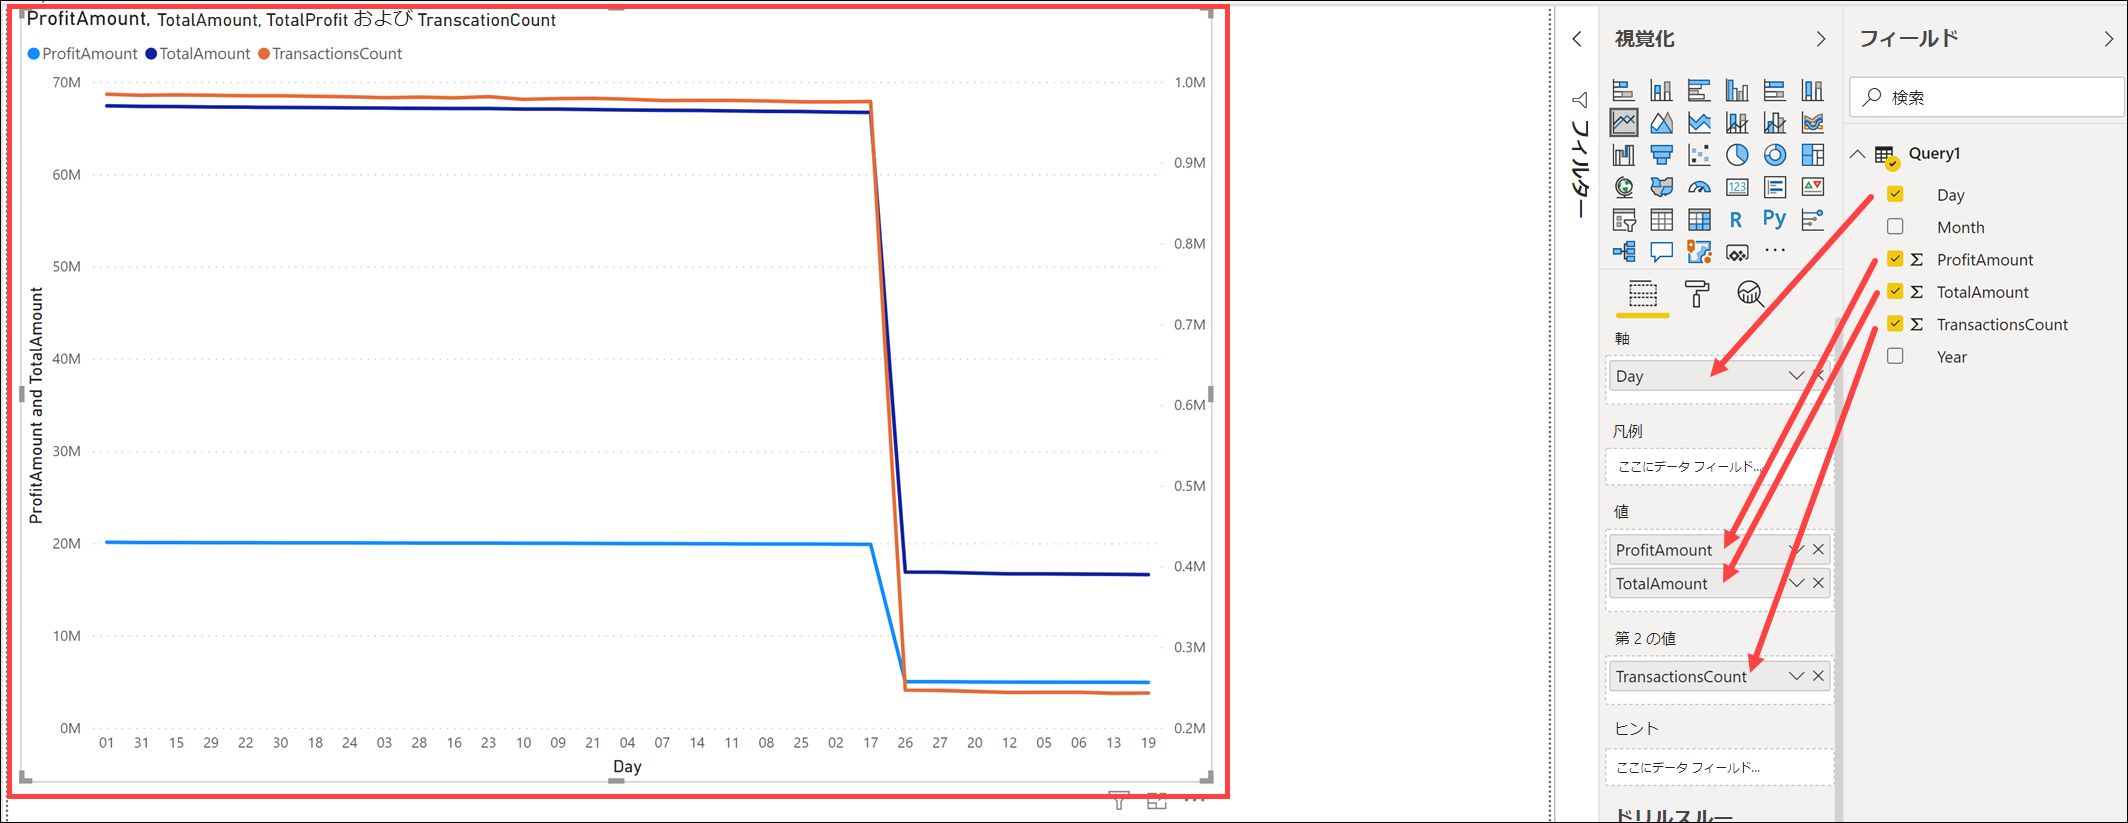 ProfitAmount, TotalAmount, TotalProfit および TranscationCount
ProfitAmount TotalAmount TransactionsCount
70M
60M
50M
40M
30M
20M
10M
0M
ProfitAmount and TotalAmount
1.0M
0.9M
0.8M
0.7M
0.6M
0.5M
0.4M
0.3M
0.2M
01 31 15 29 22 30 18 24 03 28 16 23 10 09 21 04 07 14 11 08 25 02 17 26 27 20 12 05 06 13 19
Day
フィルター
視覚化
123
R
Py
軸
Day
凡例
ここにデータ フィールド...
値
ProfitAmount
TotalAmount
第 2 の値
TransactionsCount
ヒント
ここにデータ フィールド...
ドリルスルー
フィールド
検索
Query1
Day
Month
ProfitAmount
TotalAmount
TransactionsCount
Year